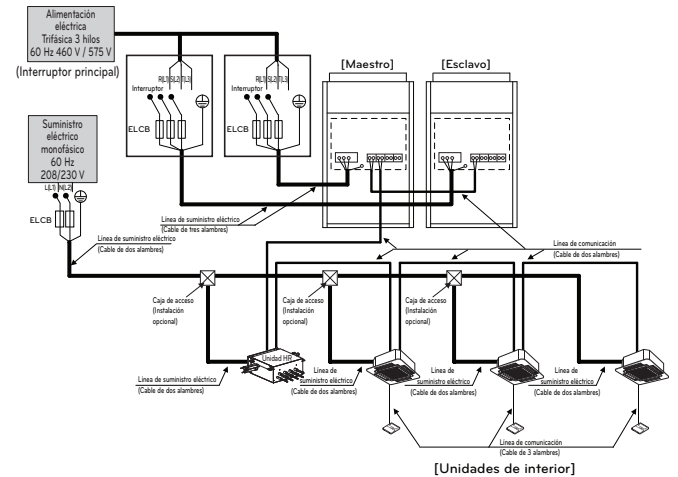 Alimentación
eléctrica
Trifásica 3 hilos
60 Hz 460 V / 575 V
(Interruptor principal)
R(L1) S(L2) T(L3)
Interruptor
ELCB
R(L1) S(L2) T(L3)
Interruptor
ELCB
[Maestro]
[Esclavo]
Suministro
eléctrico
monofásico
60 Hz
208/230 V
L(L1) N(L2)
ELCB
Línea de suministro eléctrico
(Cable de dos alambres)
Línea de suministro eléctrico
(Cable de tres alambres)
Línea de comunicación
(Cable de dos alambres)
Caja de acceso
(Instalación
opcional)
Caja de acceso
(Instalación
opcional)
Caja de acceso
(Instalación
opcional)
Unidad HR
Línea de suministro eléctrico
(Cable de dos alambres)
Línea de
suministro eléctrico
(Cable de dos alambres)
Línea de
suministro eléctrico
(Cable de dos alambres)
Línea de
suministro eléctrico
(Cable de dos alambres)
Línea de comunicación
(Cable de 3 alambres)
[Unidades de interior]